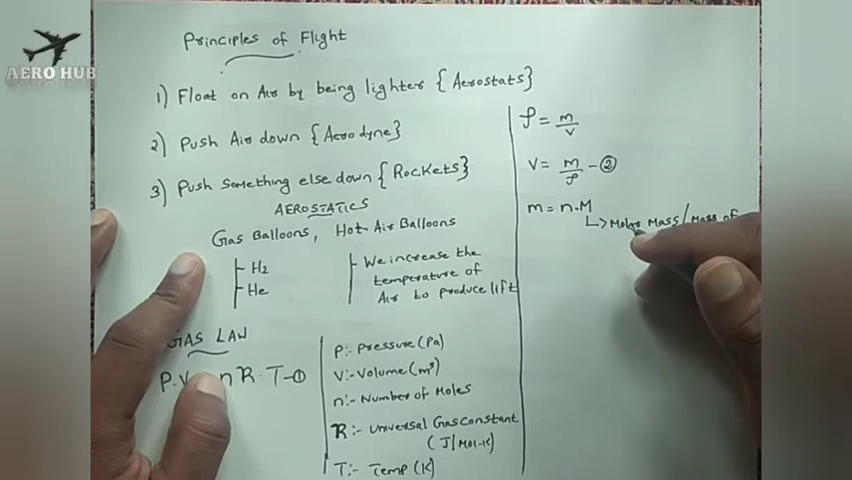 AERO HUB
Principles of Flight
1) Float on Air by being lighter { Aerostats}
2) Push Air down { Aerodyne}
3) Push Something else down { Rockets}
AEROSTATICS
Gas Balloons, Hot Air Balloons
H2
He
We increase the
temperature of
Air to produce lift
GAS LAW
P.V n R. T-①
P:- Pressure (Pa)
V:- Volume (m³)
n:- Number of Moles
R:- Universal Gas Constant
(J/Mol-K)
T:- Temp (K)
ρ = m/V
V = m/ρ - ②
m = n.M
↳ Molar Mass/Mass of